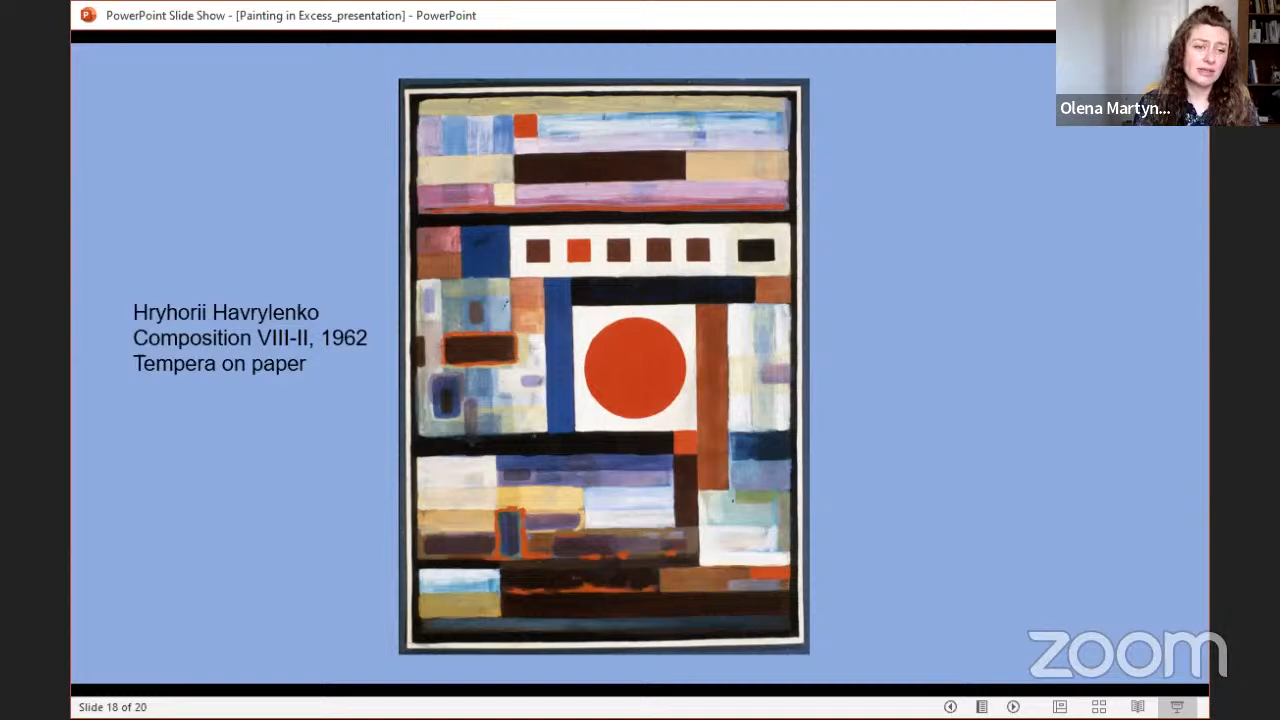 PowerPoint Slide Show - [Painting in Excess_presentation] - PowerPoint
Olena Martyn...
Hryhorii Havrylenko
Composition VIII-II, 1962
Tempera on paper
zoom
Slide 18 of 20